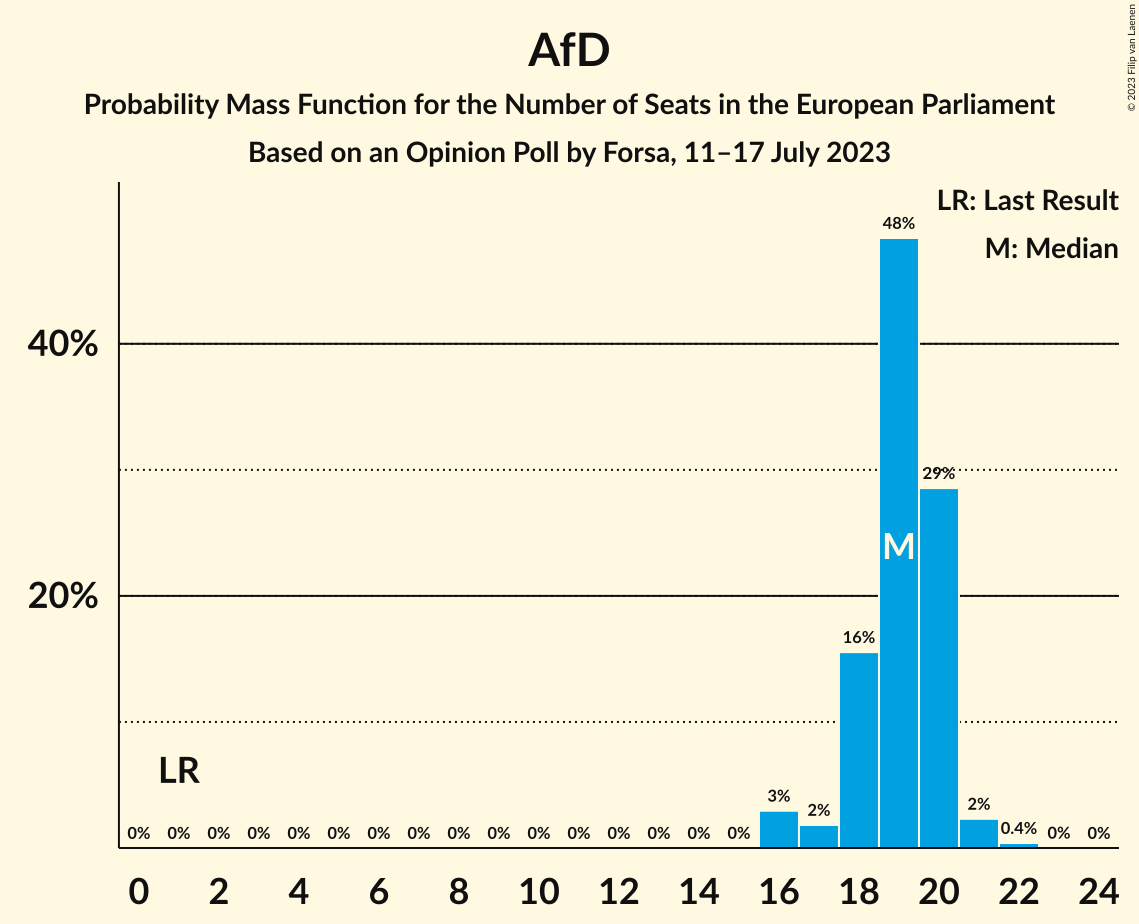 AfD
Probability Mass Function for the Number of Seats in the European Parliament
Based on an Opinion Poll by Forsa, 11–17 July 2023
© 2023 Filip van Laenen
LR: Last Result
M: Median
48%
40%
29%
M
20%
16%
LR
3%
2%
2%
0.4%
0% 0% 0% 0% 0% 0% 0% 0% 0% 0% 0% 0% 0% 0% 0% 0% 0% 0%
0 2 4 6 8 10 12 14 16 18 20 22 24